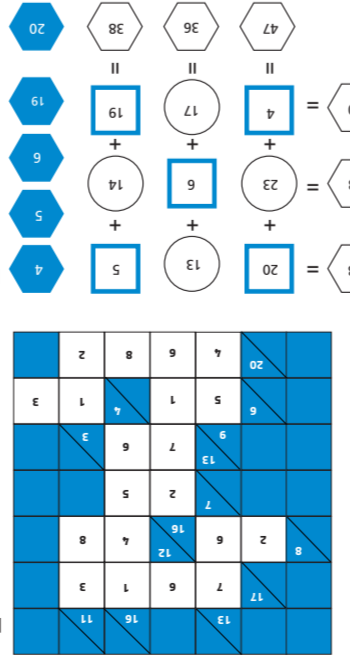 13 16 11
17 7 6 1 3
8 2 6 12 16 4 8
7 2 5
13 9 7 6 3
6 5 1 4 1 3
20 4 6 8 2
= 20 13 5 4
+ + + 5
= 23 6 14 6
+ + +
= 4 17 19 19
= = =
47 36 38 20